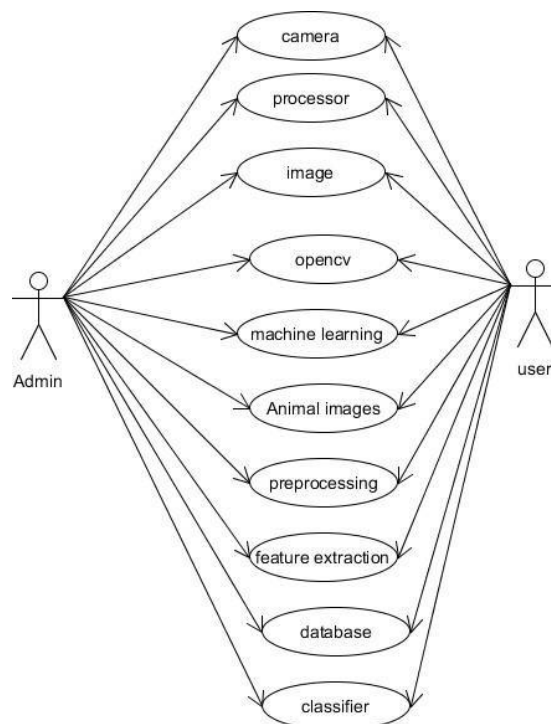 camera
processor
image
opencv
machine learning
Admin
user
Animal images
preprocessing
feature extraction
database
classifier